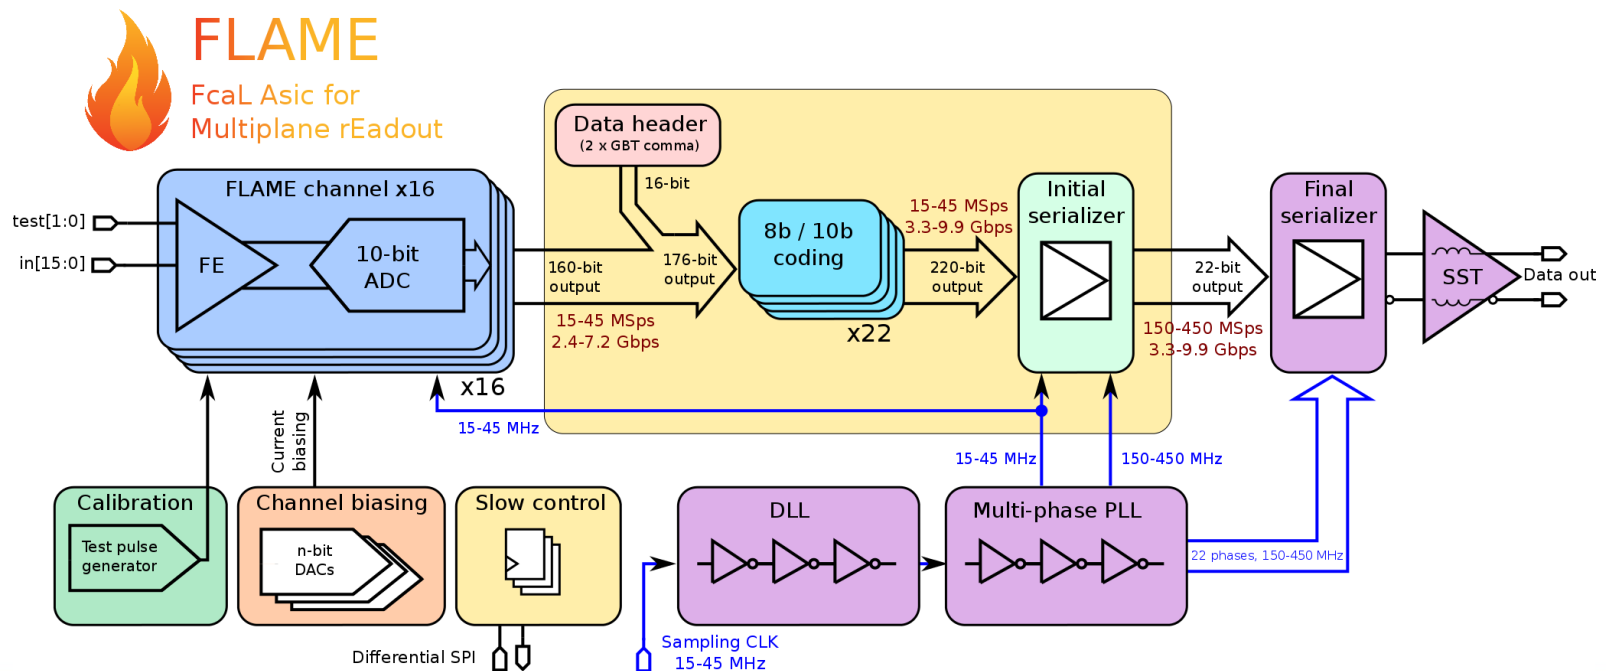 FLAME
FcaL Asic for
Multiplane rEadout
Data header
(2 x GBT comma)
16-bit
FLAME channel x16
test[1:0]
in[15:0]
FE
10-bit
ADC
x16
160-bit
output
176-bit
output
15-45 MSps
2.4-7.2 Gbps
8b / 10b
coding
x22
15-45 MSps
3.3-9.9 Gbps
220-bit
output
Initial
serializer
22-bit
output
150-450 MSps
3.3-9.9 Gbps
Final
serializer
SST
Data out
Current
biasing
15-45 MHz
15-45 MHz
150-450 MHz
Calibration
Test pulse
generator
Channel biasing
n-bit
DACs
Slow control
Differential SPI
DLL
Multi-phase PLL
22 phases, 150-450 MHz
Sampling CLK
15-45 MHz